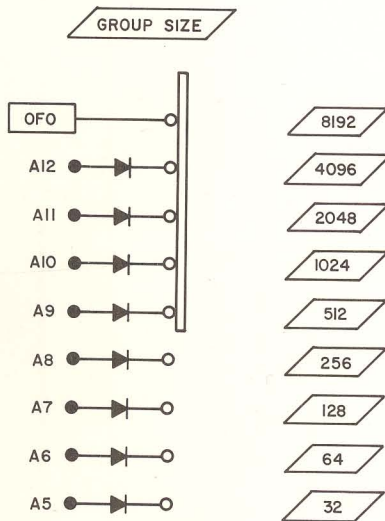 GROUP SIZE
OFO 8192
A12 4096
A11 2048
A10 1024
A9 512
A8 256
A7 128
A6 64
A5 32